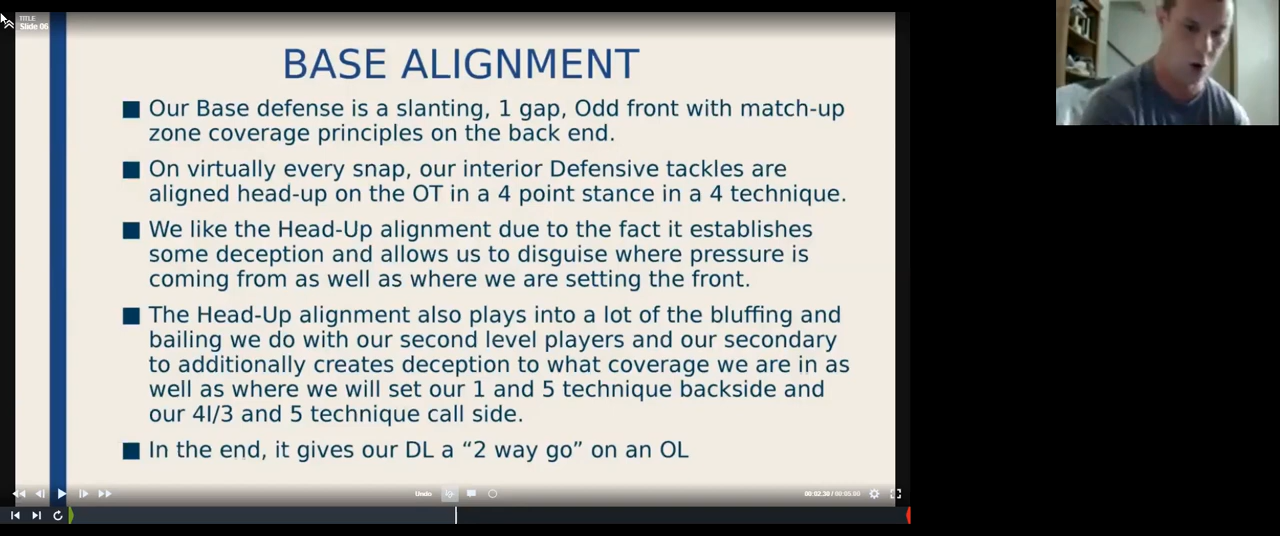 TITLE
Slide 06
BASE ALIGNMENT
■ Our Base defense is a slanting, 1 gap, Odd front with match-up
zone coverage principles on the back end.
■ On virtually every snap, our interior Defensive tackles are
aligned head-up on the OT in a 4 point stance in a 4 technique.
■ We like the Head-Up alignment due to the fact it establishes
some deception and allows us to disguise where pressure is
coming from as well as where we are setting the front.
■ The Head-Up alignment also plays into a lot of the bluffing and
bailing we do with our second level players and our secondary
to additionally creates deception to what coverage we are in as
well as where we will set our 1 and 5 technique backside and
our 4I/3 and 5 technique call side.
■ In the end, it gives our DL a “2 way go” on an OL
Undo